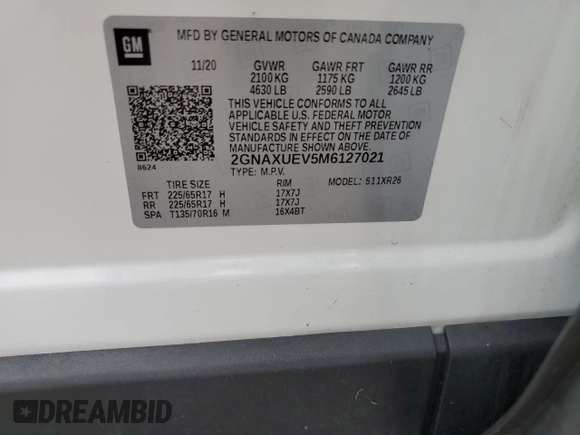 GM
MFD BY GENERAL MOTORS OF CANADA COMPANY
11/20 GVWR GAWR FRT GAWR RR
2100 KG 1175 KG 1200 KG
4630 LB 2590 LB 2645 LB
THIS VEHICLE CONFORMS TO ALL
APPLICABLE U.S. FEDERAL MOTOR
VEHICLE SAFETY AND THEFT PREVENTION
STANDARDS IN EFFECT ON THE DATE OF
MANUFACTURE SHOWN ABOVE.
8624 2GNAXUEV5M6127021
TYPE: M.P.V.
TIRE SIZE RIM MODEL: 511XR26
FRT 225/65R17 H 17X7J
RR 225/65R17 H 17X7J
SPA T135/70R16 M 16X4BT
DREAMBID